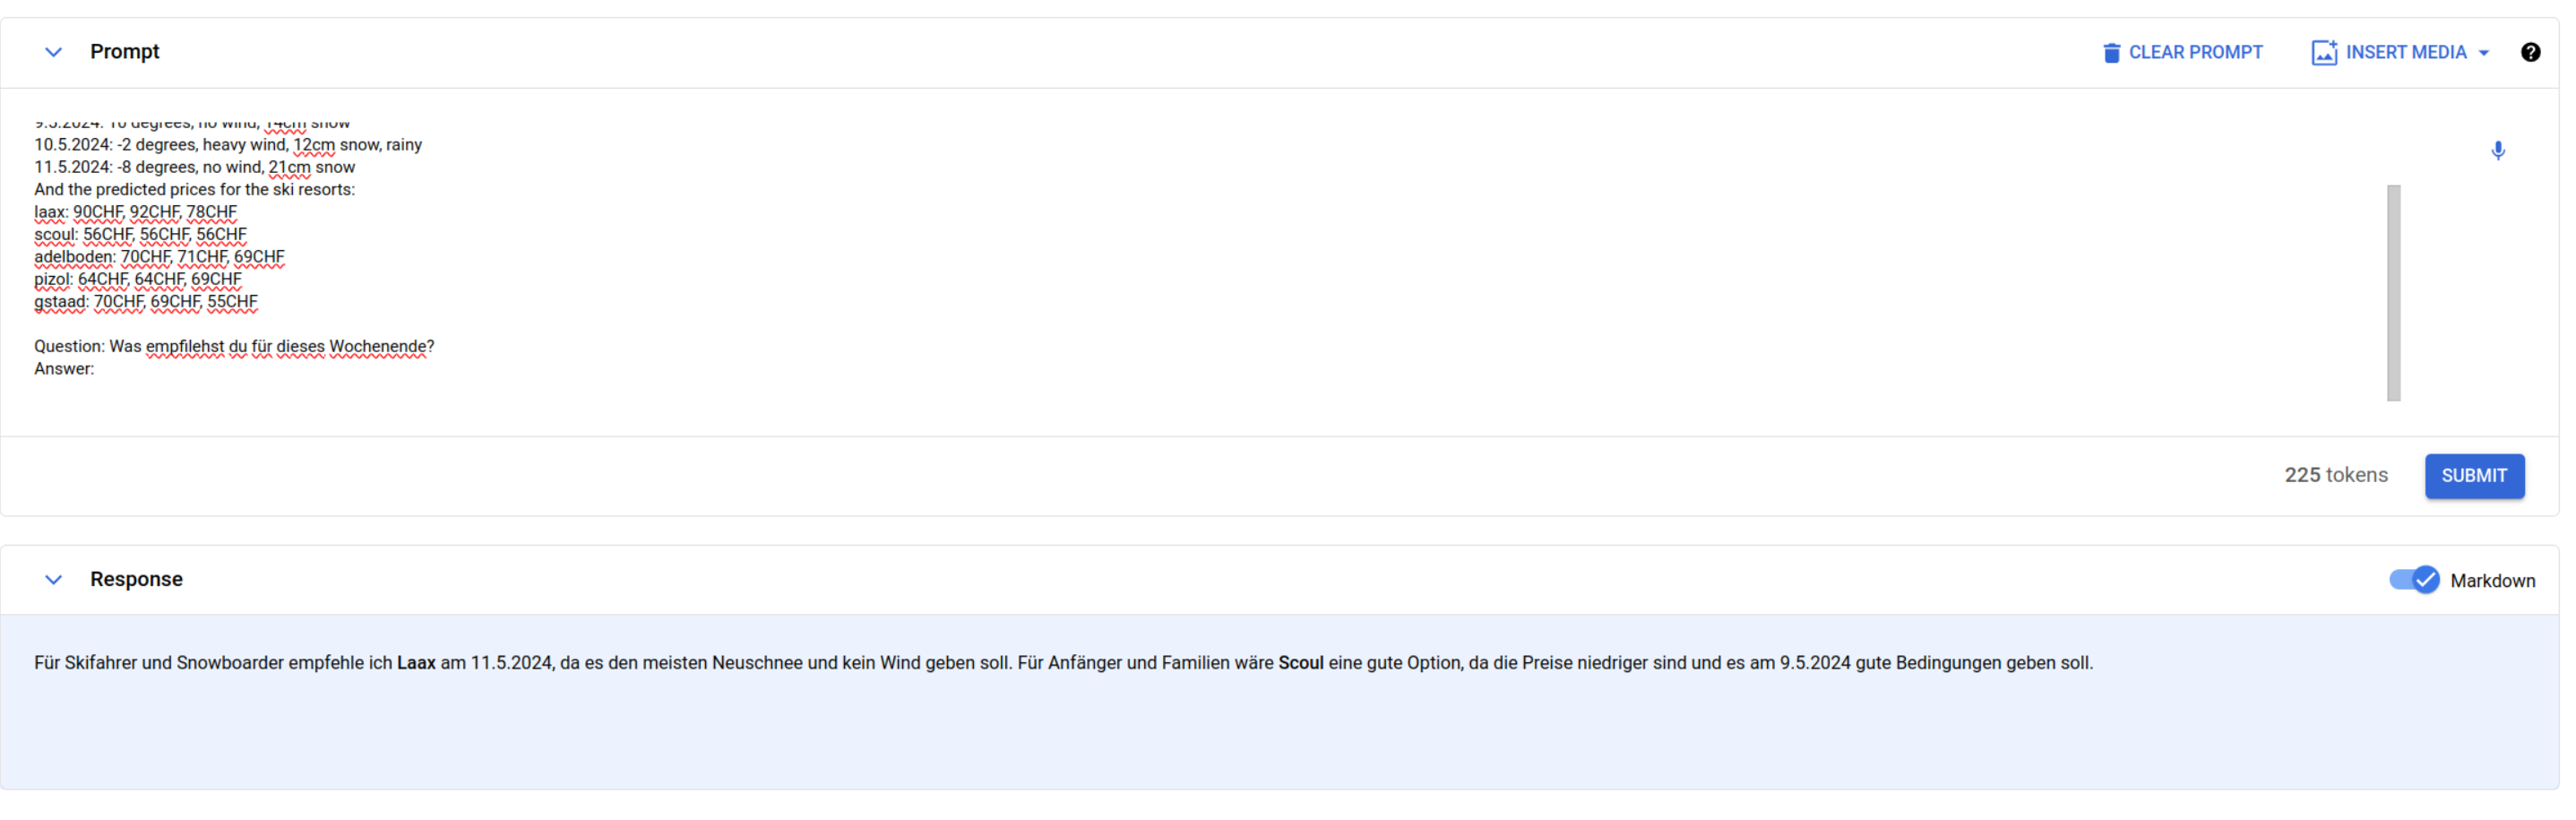 Prompt
CLEAR PROMPT
INSERT MEDIA
9.5.2024: 10 degrees, no wind, 14cm snow
10.5.2024: -2 degrees, heavy wind, 12cm snow, rainy
11.5.2024: -8 degrees, no wind, 21cm snow
And the predicted prices for the ski resorts:
laax: 90CHF, 92CHF, 78CHF
scoul: 56CHF, 56CHF, 56CHF
adelboden: 70CHF, 71CHF, 69CHF
pizol: 64CHF, 64CHF, 69CHF
gstaad: 70CHF, 69CHF, 55CHF
Question: Was empfilehst du für dieses Wochenende?
Answer:
225 tokens
SUBMIT
Response
Markdown
Für Skifahrer und Snowboarder empfehle ich Laax am 11.5.2024, da es den meisten Neuschnee und kein Wind geben soll. Für Anfänger und Familien wäre Scoul eine gute Option, da die Preise niedriger sind und es am 9.5.2024 gute Bedingungen geben soll.